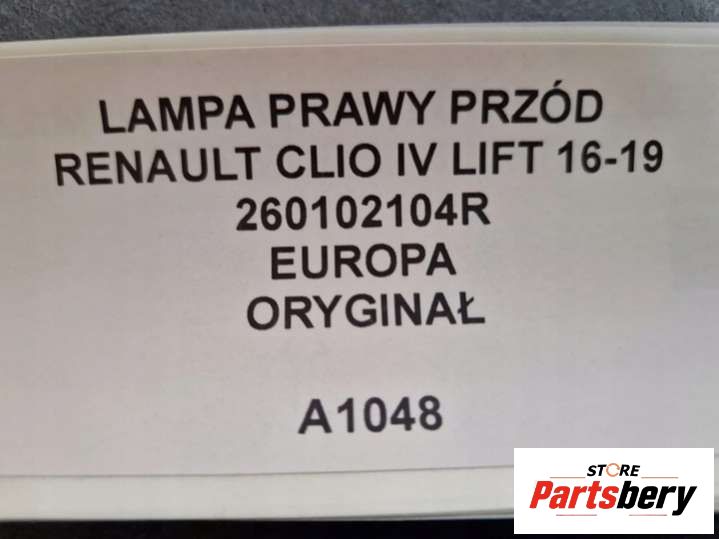 LAMPA PRAWY PRZÓD
RENAULT CLIO IV LIFT 16-19
260102104R
EUROPA
ORYGINAŁ
A1048
STORE
Partsbery